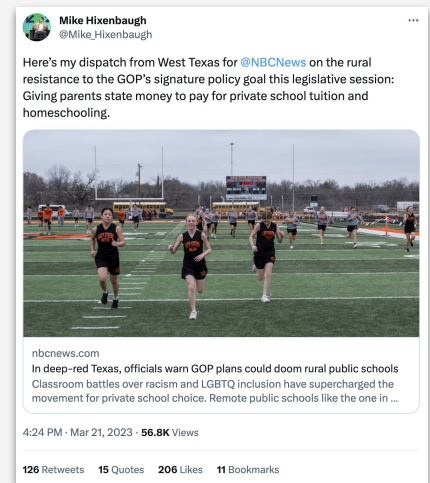 Mike Hixenbaugh
@Mike_Hixenbaugh
Here's my dispatch from West Texas for @NBCNews on the rural
resistance to the GOP's signature policy goal this legislative session:
Giving parents state money to pay for private school tuition and
homeschooling.
nbcnews.com
In deep-red Texas, officials warn GOP plans could doom rural public schools
Classroom battles over racism and LGBTQ inclusion have supercharged the
movement for private school choice. Remote public schools like the one in ...
4:24 PM · Mar 21, 2023 · 56.8K Views
126 Retweets 15 Quotes 206 Likes 11 Bookmarks